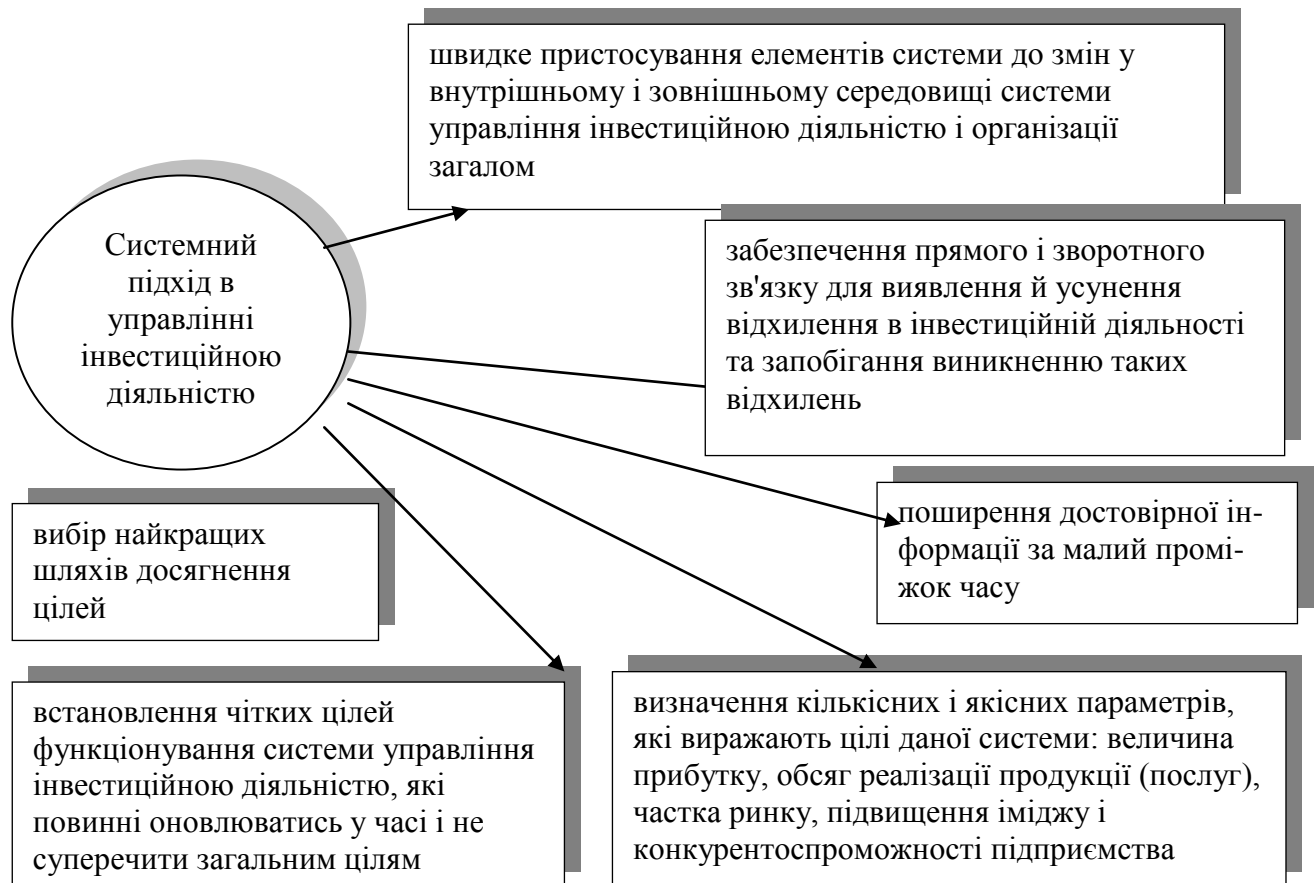 швидке пристосування елементів системи до змін у
внутрішньому і зовнішньому середовищі системи
управління інвестиційною діяльністю і організації
загалом
Системний
підхід в
управлінні
інвестиційною
діяльністю
забезпечення прямого і зворотного
зв'язку для виявлення й усунення
відхилення в інвестиційній діяльності
та запобігання виникненню таких
відхилень
поширення достовірної ін-
формації за малий промі-
жок часу
вибір найкращих
шляхів досягнення
цілей
встановлення чітких цілей
функціонування системи управління
інвестиційною діяльністю, які
повинні оновлюватись у часі і не
суперечити загальним цілям
визначення кількісних і якісних параметрів,
які виражають цілі даної системи: величина
прибутку, обсяг реалізації продукції (послуг),
частка ринку, підвищення іміджу і
конкурентоспроможності підприємства